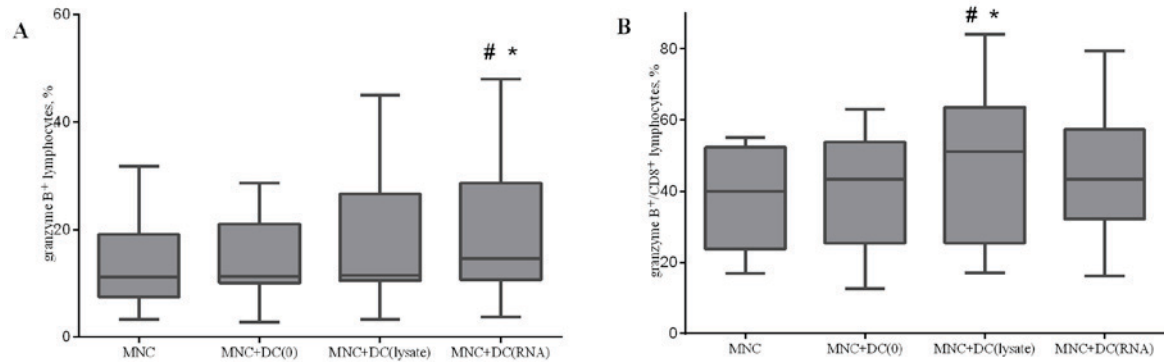 A
granzyme B⁺ lymphocytes, %
60
40
20
0
# *
MNC
MNC+DC(0)
MNC+DC(lysate)
MNC+DC(RNA)
B
granzyme B⁺/CD8⁺ lymphocytes, %
80
60
40
20
0
# *
MNC
MNC+DC(0)
MNC+DC(lysate)
MNC+DC(RNA)